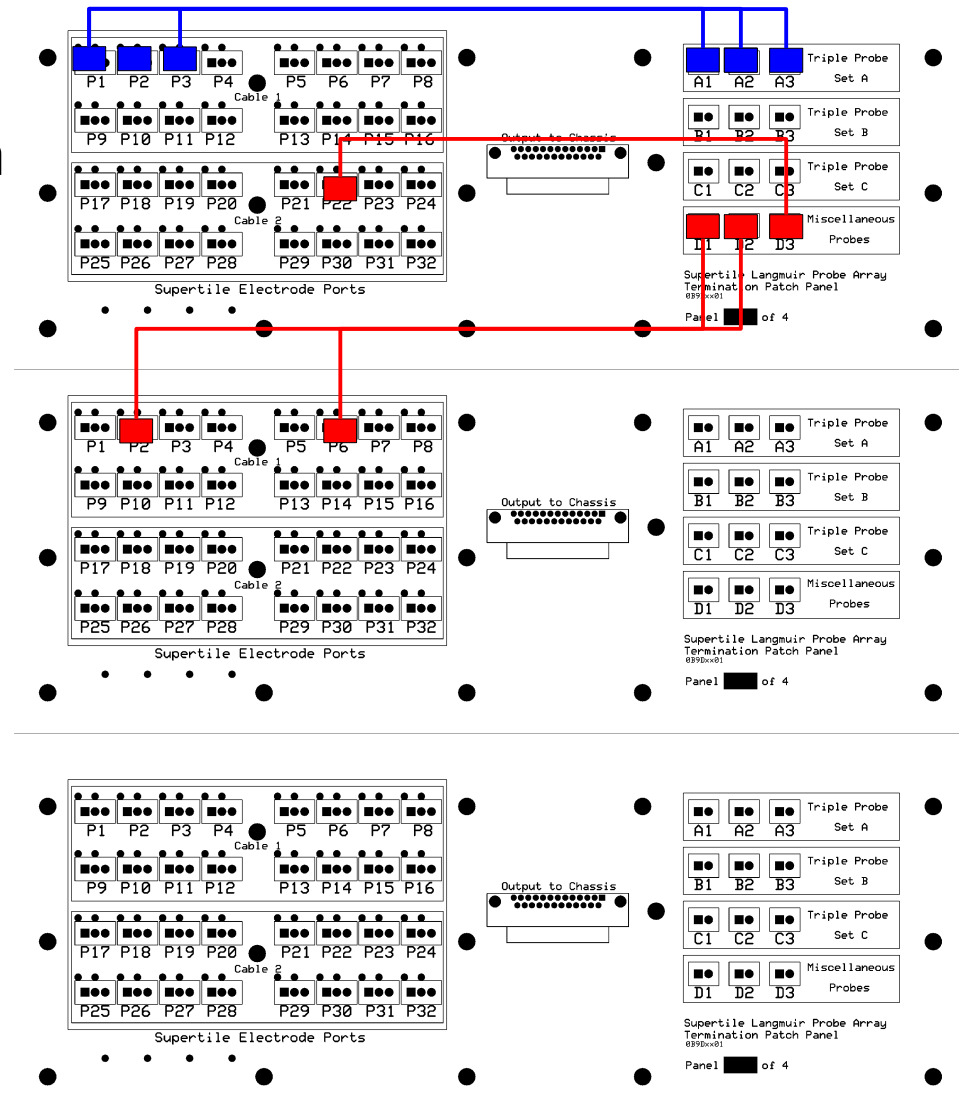 P1 P2 P3 P4 P5 P6 P7 P8
Cable 1
P9 P10 P11 P12 P13 P14 P15 P16
P17 P18 P19 P20 P21 P22 P23 P24
Cable 2
P25 P26 P27 P28 P29 P30 P31 P32
Supertile Electrode Ports
Output to Chassis
A1 A2 A3 Triple Probe
Set A
B1 B2 B3 Triple Probe
Set B
C1 C2 C3 Triple Probe
Set C
D1 D2 D3 Miscellaneous
Probes
Supertile Langmuir Probe Array
Termination Patch Panel
0B9Dxx01
Panel of 4
P1 P2 P3 P4 P5 P6 P7 P8
Cable 1
P9 P10 P11 P12 P13 P14 P15 P16
P17 P18 P19 P20 P21 P22 P23 P24
Cable 2
P25 P26 P27 P28 P29 P30 P31 P32
Supertile Electrode Ports
Output to Chassis
A1 A2 A3 Triple Probe
Set A
B1 B2 B3 Triple Probe
Set B
C1 C2 C3 Triple Probe
Set C
D1 D2 D3 Miscellaneous
Probes
Supertile Langmuir Probe Array
Termination Patch Panel
0B9Dxx01
Panel of 4
P1 P2 P3 P4 P5 P6 P7 P8
Cable 1
P9 P10 P11 P12 P13 P14 P15 P16
P17 P18 P19 P20 P21 P22 P23 P24
Cable 2
P25 P26 P27 P28 P29 P30 P31 P32
Supertile Electrode Ports
Output to Chassis
A1 A2 A3 Triple Probe
Set A
B1 B2 B3 Triple Probe
Set B
C1 C2 C3 Triple Probe
Set C
D1 D2 D3 Miscellaneous
Probes
Supertile Langmuir Probe Array
Termination Patch Panel
0B9Dxx01
Panel of 4